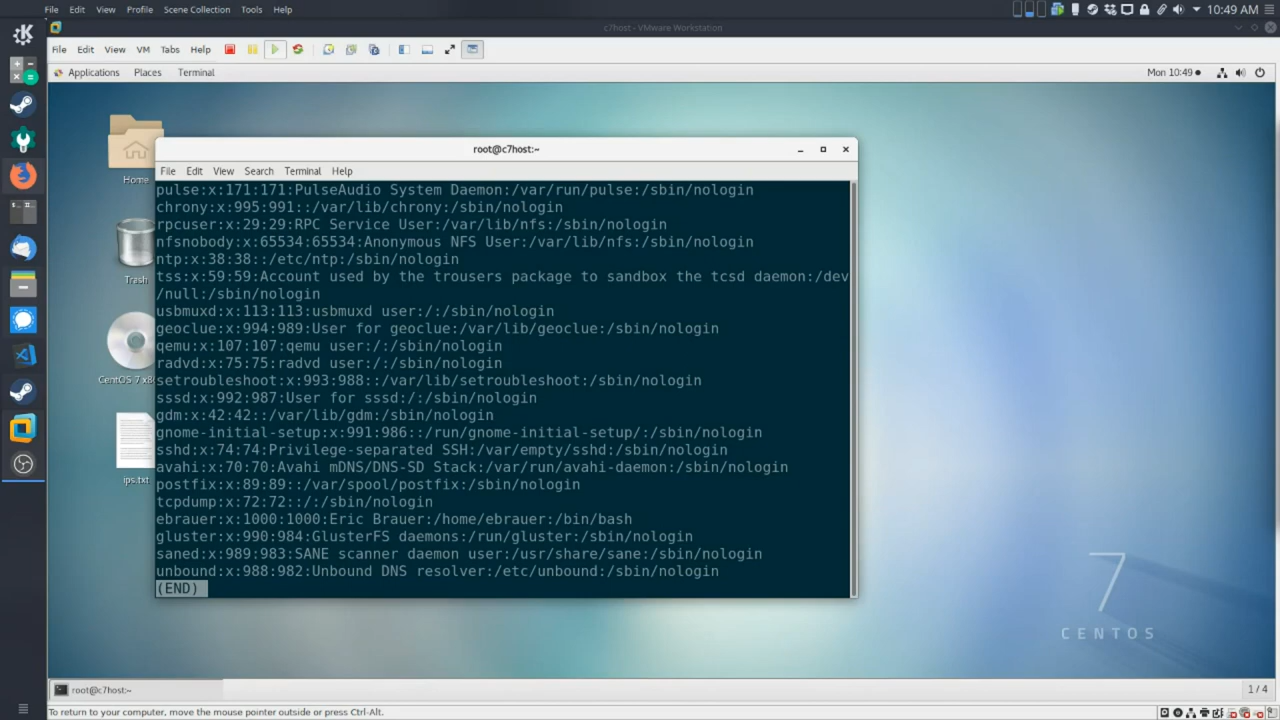 File Edit View Profile Scene Collection Tools Help
10:49 AM
c7host - VMware Workstation
File Edit View VM Tabs Help
Applications Places Terminal
Mon 10:49
Home
Trash
CentOS 7 x8
ips.txt
root@c7host:~
File Edit View Search Terminal Help
pulse:x:171:171:PulseAudio System Daemon:/var/run/pulse:/sbin/nologin
chrony:x:995:991::/var/lib/chrony:/sbin/nologin
rpcuser:x:29:29:RPC Service User:/var/lib/nfs:/sbin/nologin
nfsnobody:x:65534:65534:Anonymous NFS User:/var/lib/nfs:/sbin/nologin
ntp:x:38:38::/etc/ntp:/sbin/nologin
tss:x:59:59:Account used by the trousers package to sandbox the tcsd daemon:/dev
/null:/sbin/nologin
usbmuxd:x:113:113:usbmuxd user:/:/sbin/nologin
geoclue:x:994:989:User for geoclue:/var/lib/geoclue:/sbin/nologin
qemu:x:107:107:qemu user:/:/sbin/nologin
radvd:x:75:75:radvd user:/:/sbin/nologin
setroubleshoot:x:993:988::/var/lib/setroubleshoot:/sbin/nologin
sssd:x:992:987:User for sssd:/:/sbin/nologin
gdm:x:42:42::/var/lib/gdm:/sbin/nologin
gnome-initial-setup:x:991:986::/run/gnome-initial-setup/:/sbin/nologin
sshd:x:74:74:Privilege-separated SSH:/var/empty/sshd:/sbin/nologin
avahi:x:70:70:Avahi mDNS/DNS-SD Stack:/var/run/avahi-daemon:/sbin/nologin
postfix:x:89:89::/var/spool/postfix:/sbin/nologin
tcpdump:x:72:72::/:/sbin/nologin
ebrauer:x:1000:1000:Eric Brauer:/home/ebrauer:/bin/bash
gluster:x:990:984:GlusterFS daemons:/run/gluster:/sbin/nologin
saned:x:989:983:SANE scanner daemon user:/usr/share/sane:/sbin/nologin
unbound:x:988:982:Unbound DNS resolver:/etc/unbound:/sbin/nologin
(END)
7
CENTOS
root@c7host:~
1 / 4
To return to your computer, move the mouse pointer outside or press Ctrl-Alt.